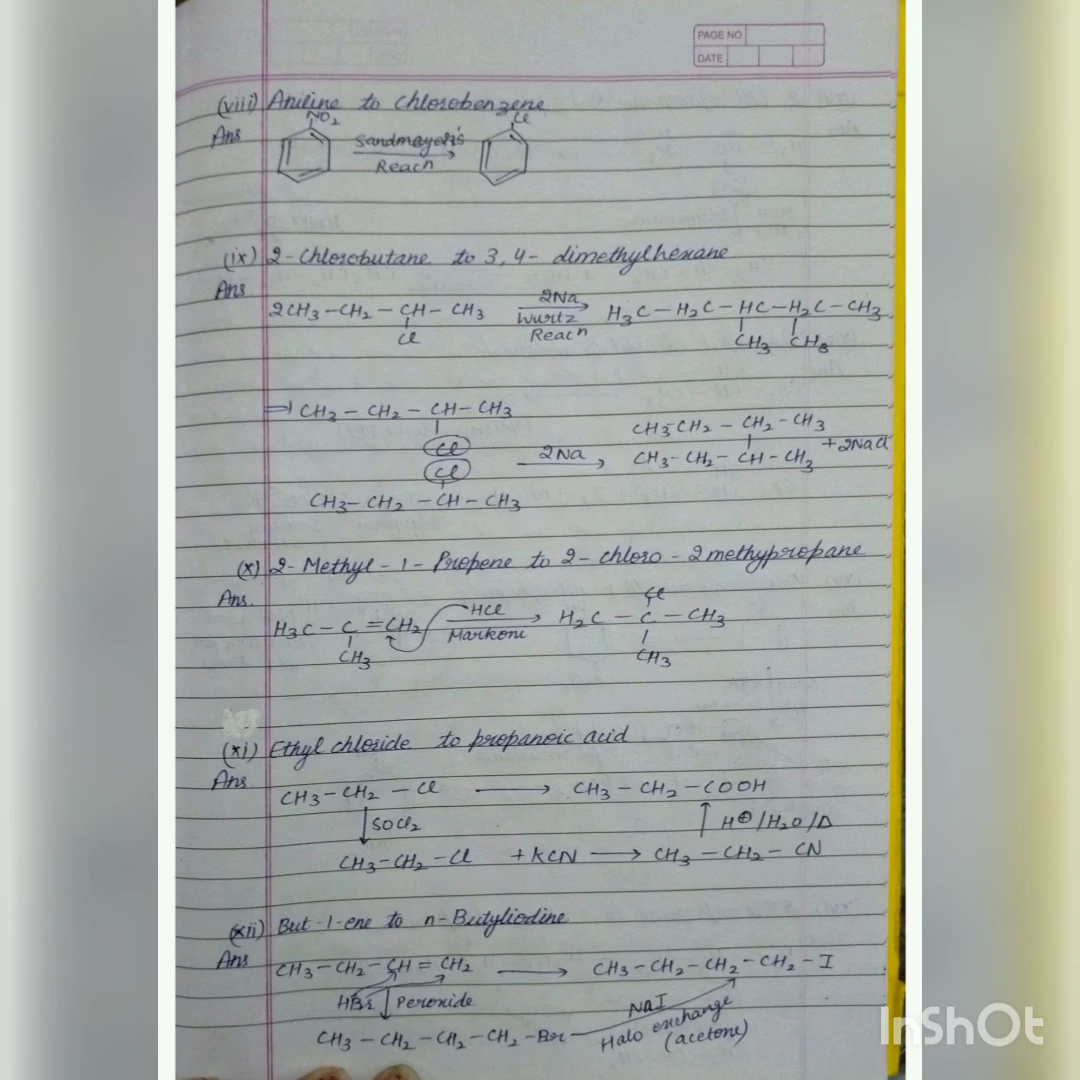 PAGE NO
DATE
(viii) Aniline to chlorobenzene
Ans
NO2
Sandmayer's
Reacn
Cl
(ix) 2-chlorobutane to 3, 4- dimethylhexane
Ans
2CH3 -CH2 - CH- CH3
Cl
2Na
Wurtz
Reacn
H3C - H2C - HC - H2C - CH3
CH3 CH3
=> CH3 - CH2 - CH- CH3
Cl
Cl
CH3- CH2 - CH- CH3
2Na
CH3-CH2 - CH2 - CH3
CH3- CH2 - CH - CH3 + 2NaCl
(x) 2-Methyl-1-Propene to 2-chloro-2methypropane
Ans.
H3C - C = CH2
CH3
HCl
Markoni
Cl
H2C - C - CH3
CH3
(xi) Ethyl chloride to propanoic acid
Ans
CH3-CH2 - Cl → CH3 - CH2 - COOH
SOCl2
H⊕/H2O/Δ
CH3-CH2 -Cl + KCN → CH3 - CH2 - CN
(xii) But-1-ene to n-Butyliodine
Ans
CH3-CH2-CH=CH2 → CH3-CH2-CH2-CH2-I
HBr Peroxide
NaI
Halo exchange
(acetone)
CH3 - CH2 - CH2 - CH2 -Br
InShOt